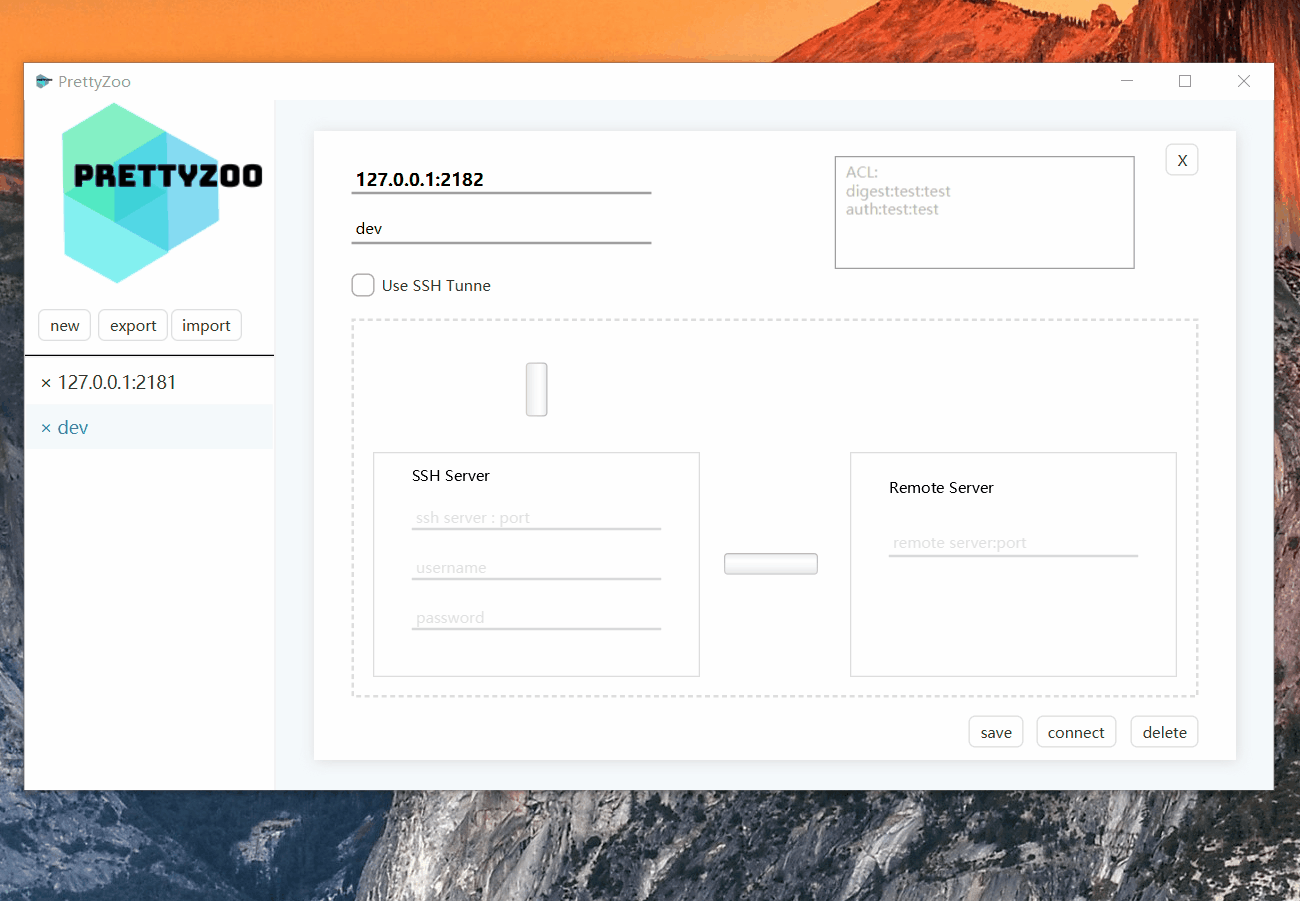 PrettyZoo
PRETTYZOO
new
export
import
× 127.0.0.1:2181
× dev
127.0.0.1:2182
dev
Use SSH Tunne
ACL:
digest:test:test
auth:test:test
X
SSH Server
ssh server : port
username
password
Remote Server
remote server:port
save
connect
delete